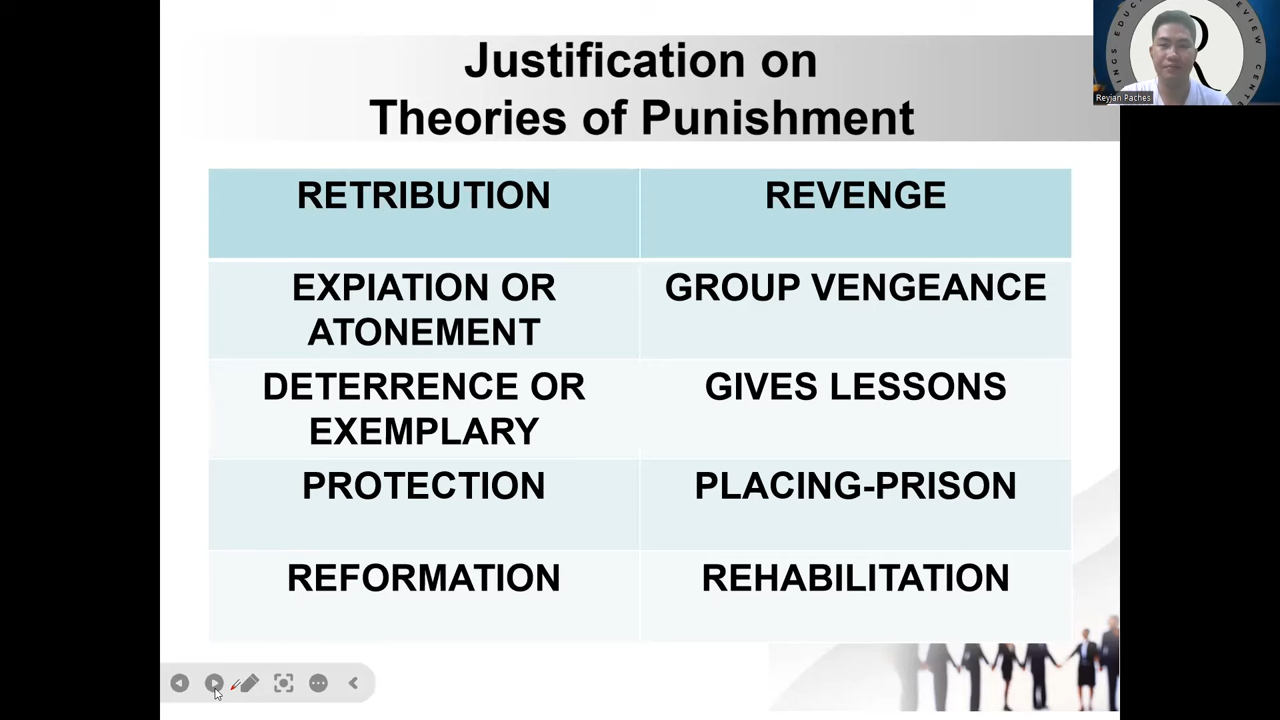 Justification on
Theories of Punishment
RETRIBUTION
REVENGE
EXPIATION OR
ATONEMENT
GROUP VENGEANCE
DETERRENCE OR
EXEMPLARY
GIVES LESSONS
PROTECTION
PLACING-PRISON
REFORMATION
REHABILITATION
R
Reyjan Paches